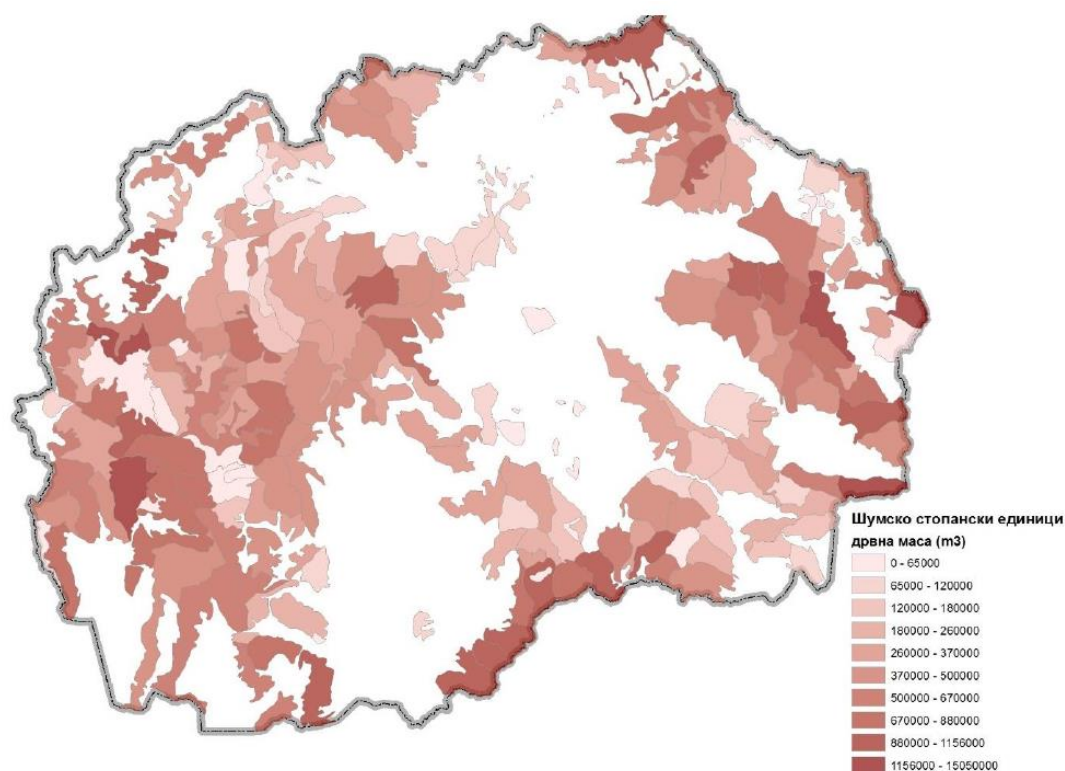 Шумско стопански единици
дрвна маса (m3)
0 - 65000
65000 - 120000
120000 - 180000
180000 - 260000
260000 - 370000
370000 - 500000
500000 - 670000
670000 - 880000
880000 - 1156000
1156000 - 15050000